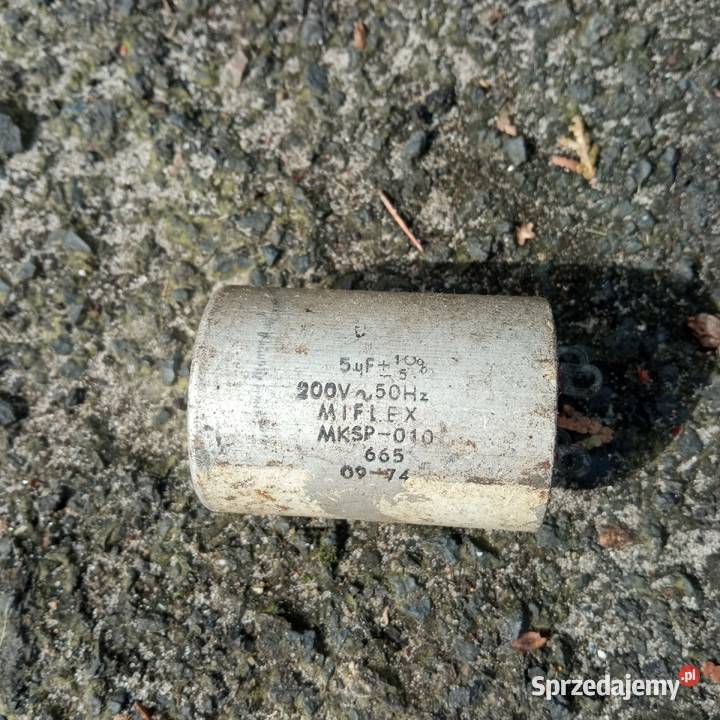 5µF±10%
-5
200V~50Hz
MIFLEX
MKSP-010
665
09-74
Sprzedajemy.pl